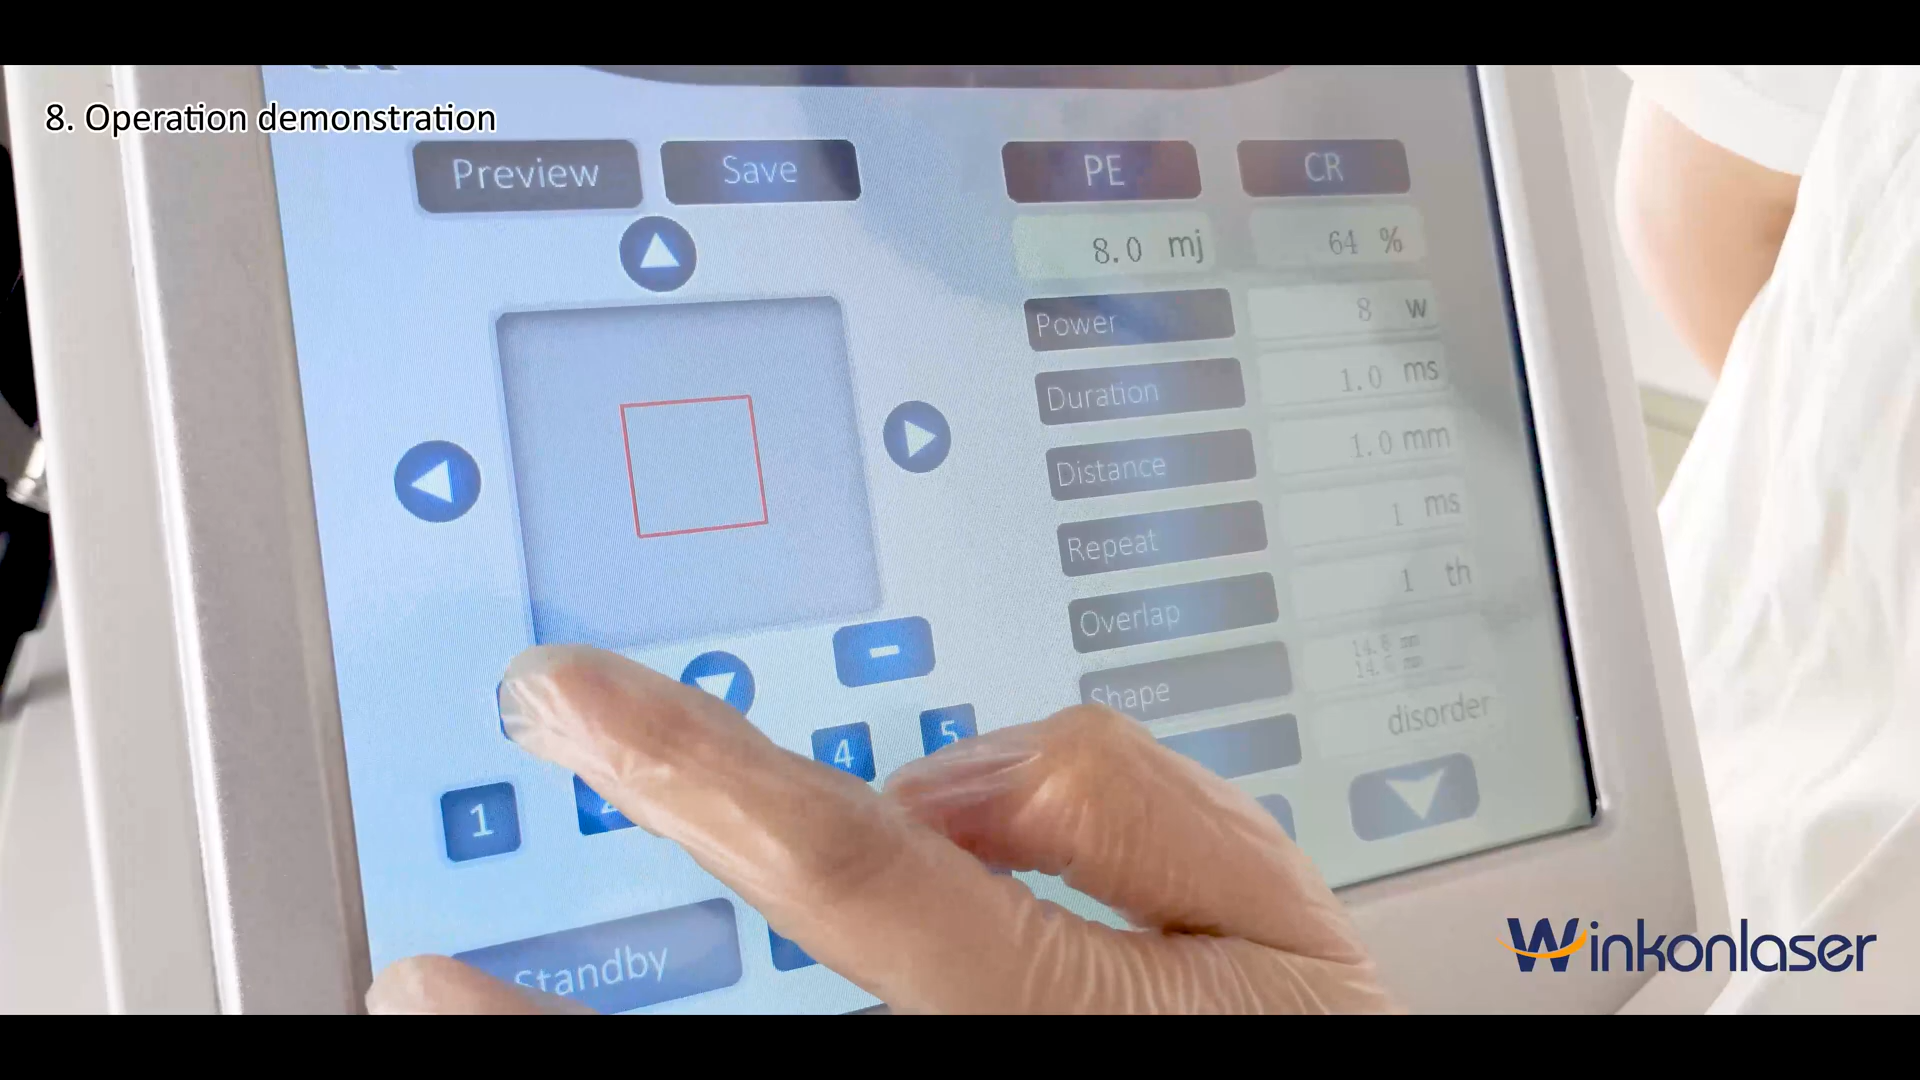 8. Operation demonstration
Preview
Save
PE
CR
8.0 mj
64 %
Power
8 w
Duration
1.0 ms
Distance
1.0 mm
Repeat
1 ms
Overlap
1 th
Shape
disorder
1
4
5
Standby
Winkonlaser